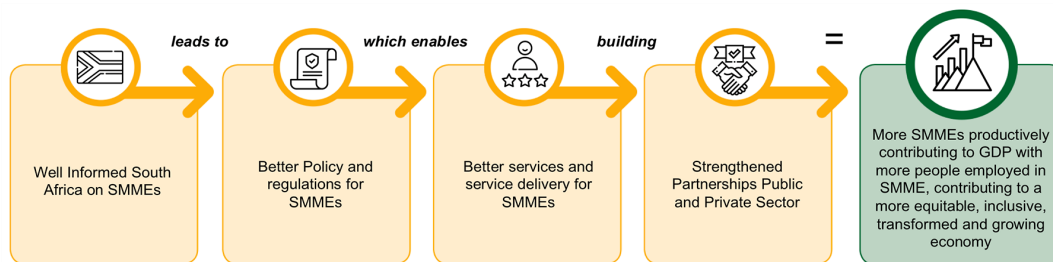 leads to
which enables
building
=
Well Informed South
Africa on SMMEs
Better Policy and
regulations for
SMMEs
Better services and
service delivery for
SMMEs
Strengthened
Partnerships Public
and Private Sector
More SMMEs productively
contributing to GDP with
more people employed in
SMME, contributing to a
more equitable, inclusive,
transformed and growing
economy